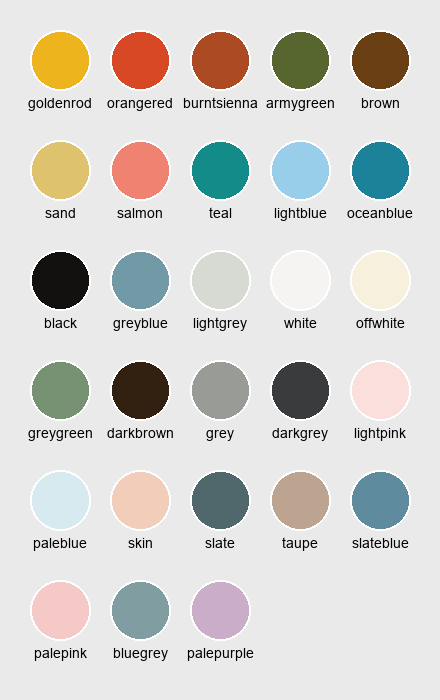 goldenrod orangered burntsienna armygreen brown
sand salmon teal lightblue oceanblue
black greyblue lightgrey white offwhite
greygreen darkbrown grey darkgrey lightpink
paleblue skin slate taupe slateblue
palepink bluegrey palepurple